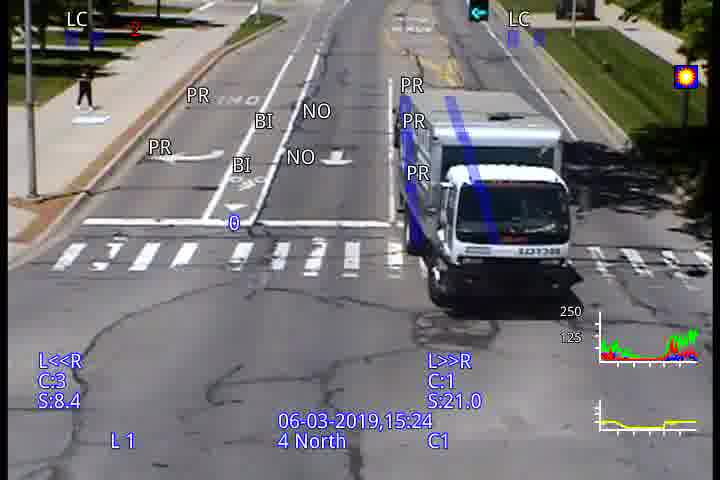 LC
2
LC
PR
PR
BI
NO
PR
PR
BI
NO
PR
0
250
125
L<<R
C:3
S:8.4
L>>R
C:1
S:21.0
06-03-2019,15:24
L 1
4 North
C1